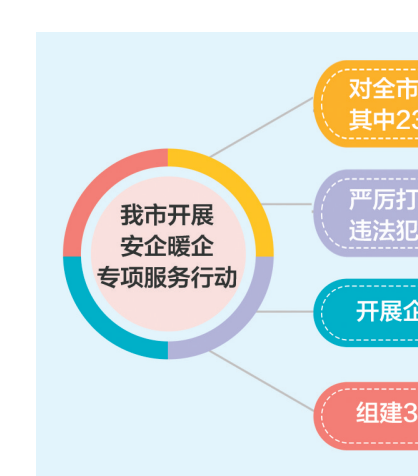 我市开展
安企暖企
专项服务行动
对全市
其中23
严厉打
违法犯
开展企
组建3